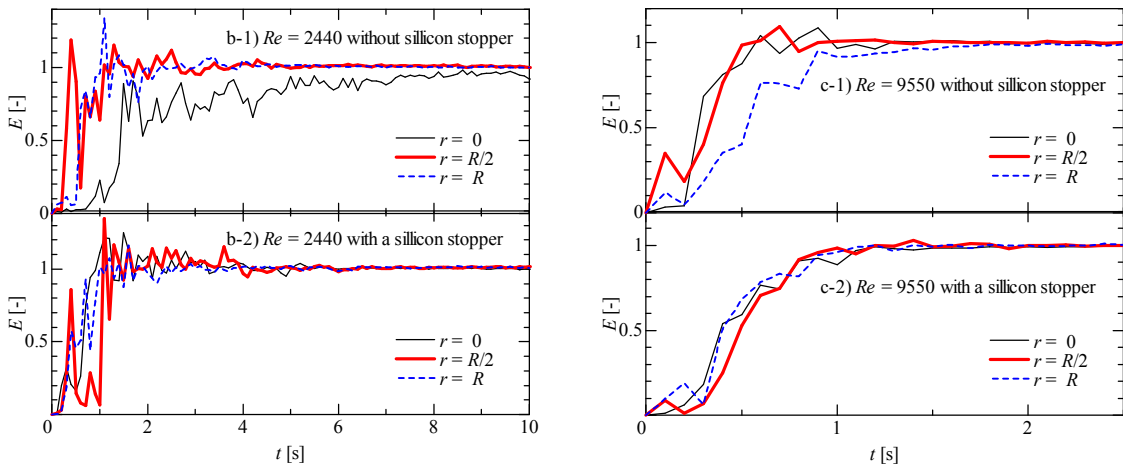 b-1) Re = 2440 without sillicon stopper
E [-]
1
0.5
0
r = 0
r = R/2
r = R
b-2) Re = 2440 with a sillicon stopper
E [-]
1
0.5
r = 0
r = R/2
r = R
0 2 4 6 8 10
t [s]
c-1) Re = 9550 without sillicon stopper
E [-]
1
0.5
0
r = 0
r = R/2
r = R
c-2) Re = 9550 with a sillicon stopper
E [-]
1
0.5
r = 0
r = R/2
r = R
0 1 2
t [s]